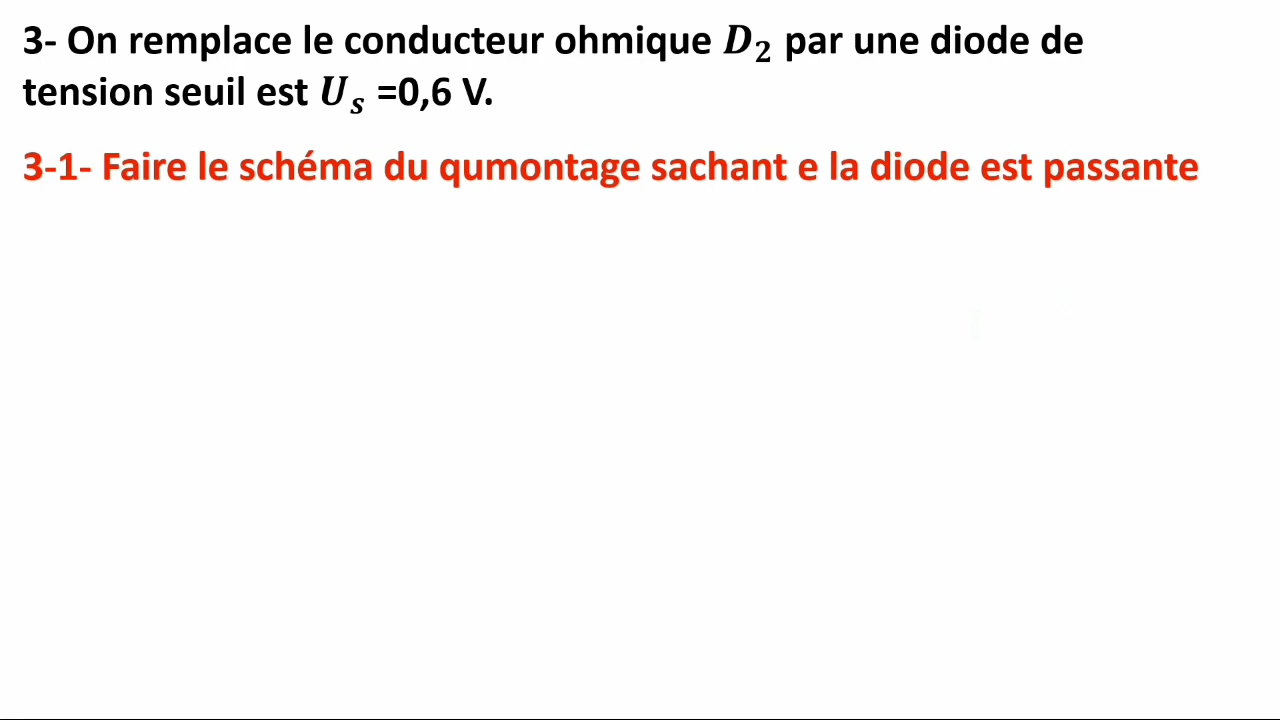 3- On remplace le conducteur ohmique D₂ par une diode de
tension seuil est Uₛ =0,6 V.
3-1- Faire le schéma du qumontage sachant e la diode est passante